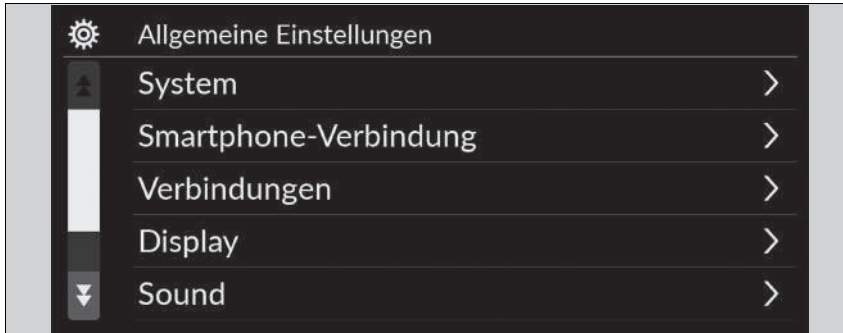 Allgemeine Einstellungen
System
Smartphone-Verbindung
Verbindungen
Display
Sound